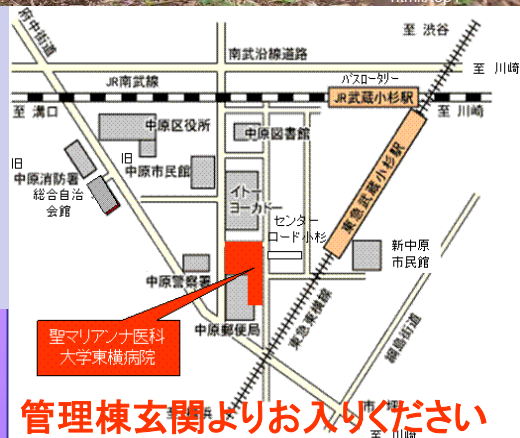 府中街道
至 渋谷
南武沿線道路
至 川崎
JR南武線
バスロータリー
JR武蔵小杉駅
至 溝口
至 川崎
中原区役所
中原図書館
旧
中原消防署
旧
中原市民館
総合自治
会館
イトー
ヨーカドー
東急武蔵小杉駅
センター
ロード小杉
新中原
市民館
中原警察署
聖マリアンナ医科
大学東横病院
中原郵便局
東急東横線
綱島街道
管理棟玄関よりお入りください
至 川崎